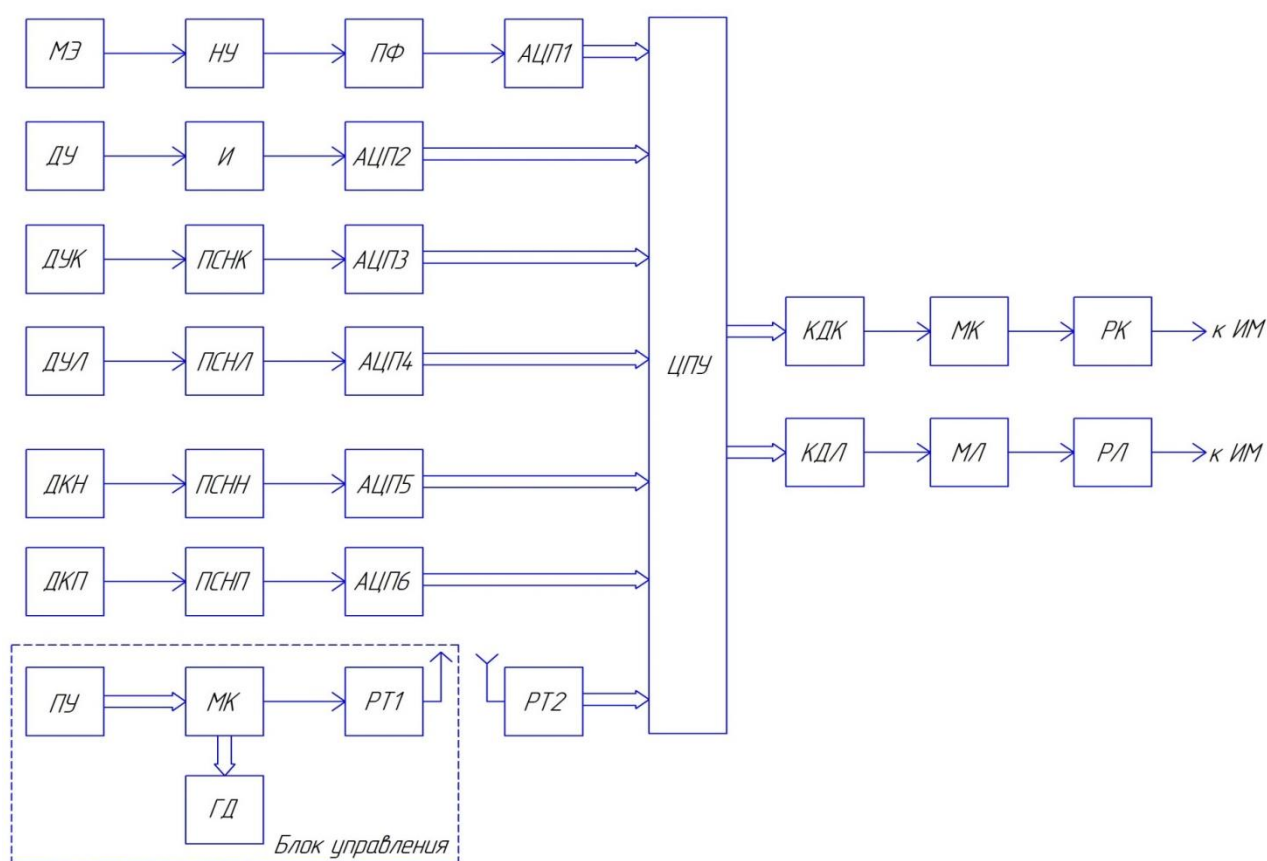 МЭ НУ ПФ АЦП1
ДУ И АЦП2
ДУК ПСНК АЦП3
ДУЛ ПСНЛ АЦП4
ЦПУ
КДК МК РК к ИМ
КДЛ МЛ РЛ к ИМ
ДКН ПСНН АЦП5
ДКП ПСНП АЦП6
ПУ МК РТ1 РТ2
ГД
Блок управления